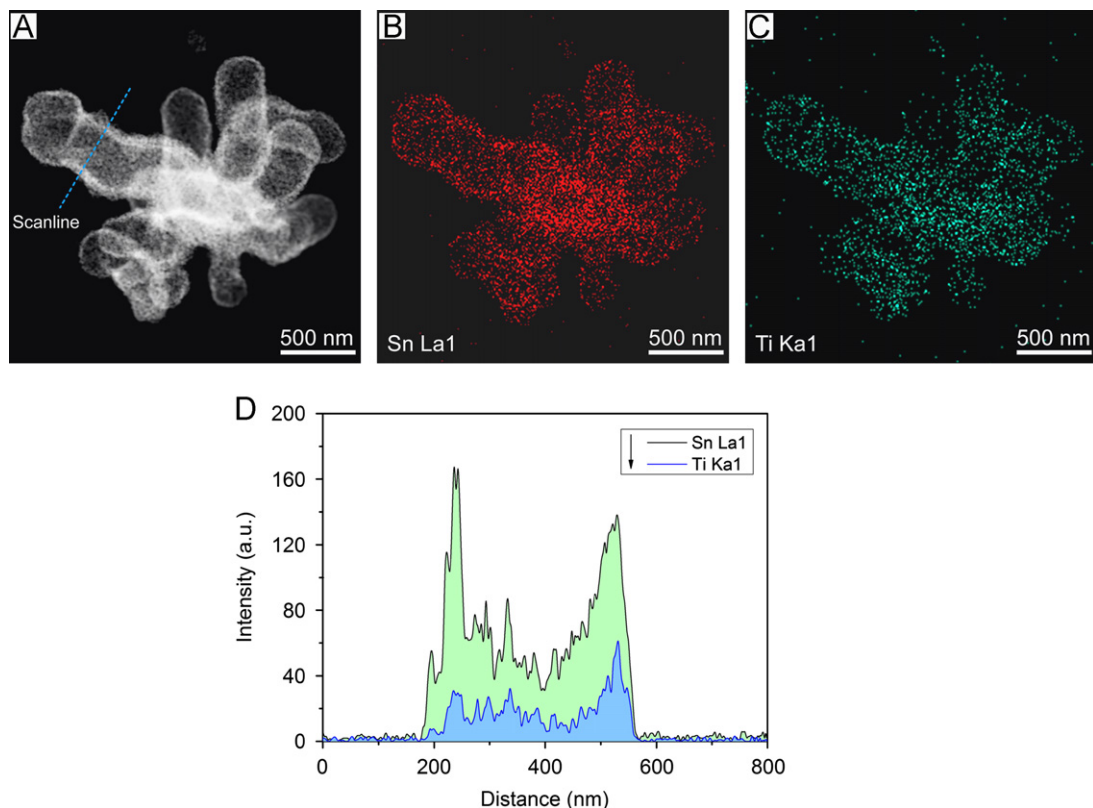 A
Scanline
500 nm
B
Sn La1
500 nm
C
Ti Ka1
500 nm
D
200
160
120
80
40
0
Intensity (a.u.)
Sn La1
Ti Ka1
0
200
400
600
800
Distance (nm)